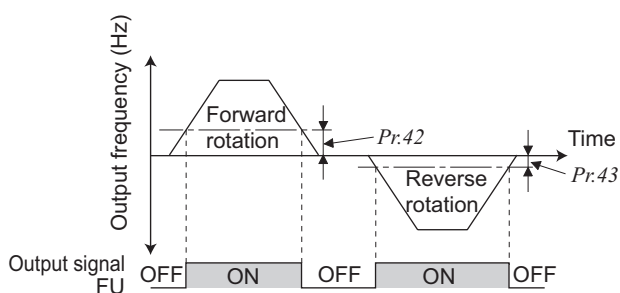 Output frequency (Hz)
Forward
rotation
Pr.42
Time
Pr.43
Reverse
rotation
Output signal
FU
OFF
ON
OFF
ON
OFF